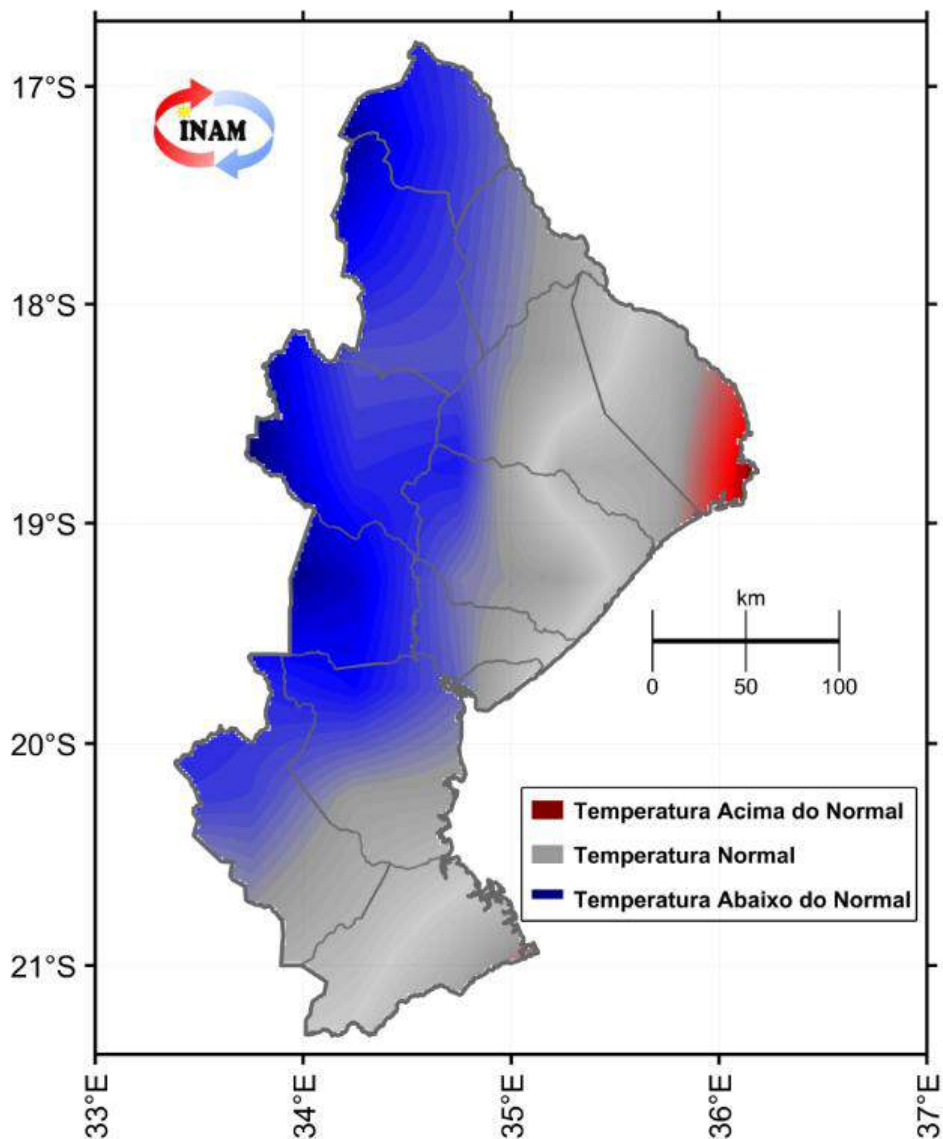 17°S
INAM
18°S
19°S
km
0 50 100
20°S
Temperatura Acima do Normal
Temperatura Normal
Temperatura Abaixo do Normal
21°S
33°E 34°E 35°E 36°E 37°E